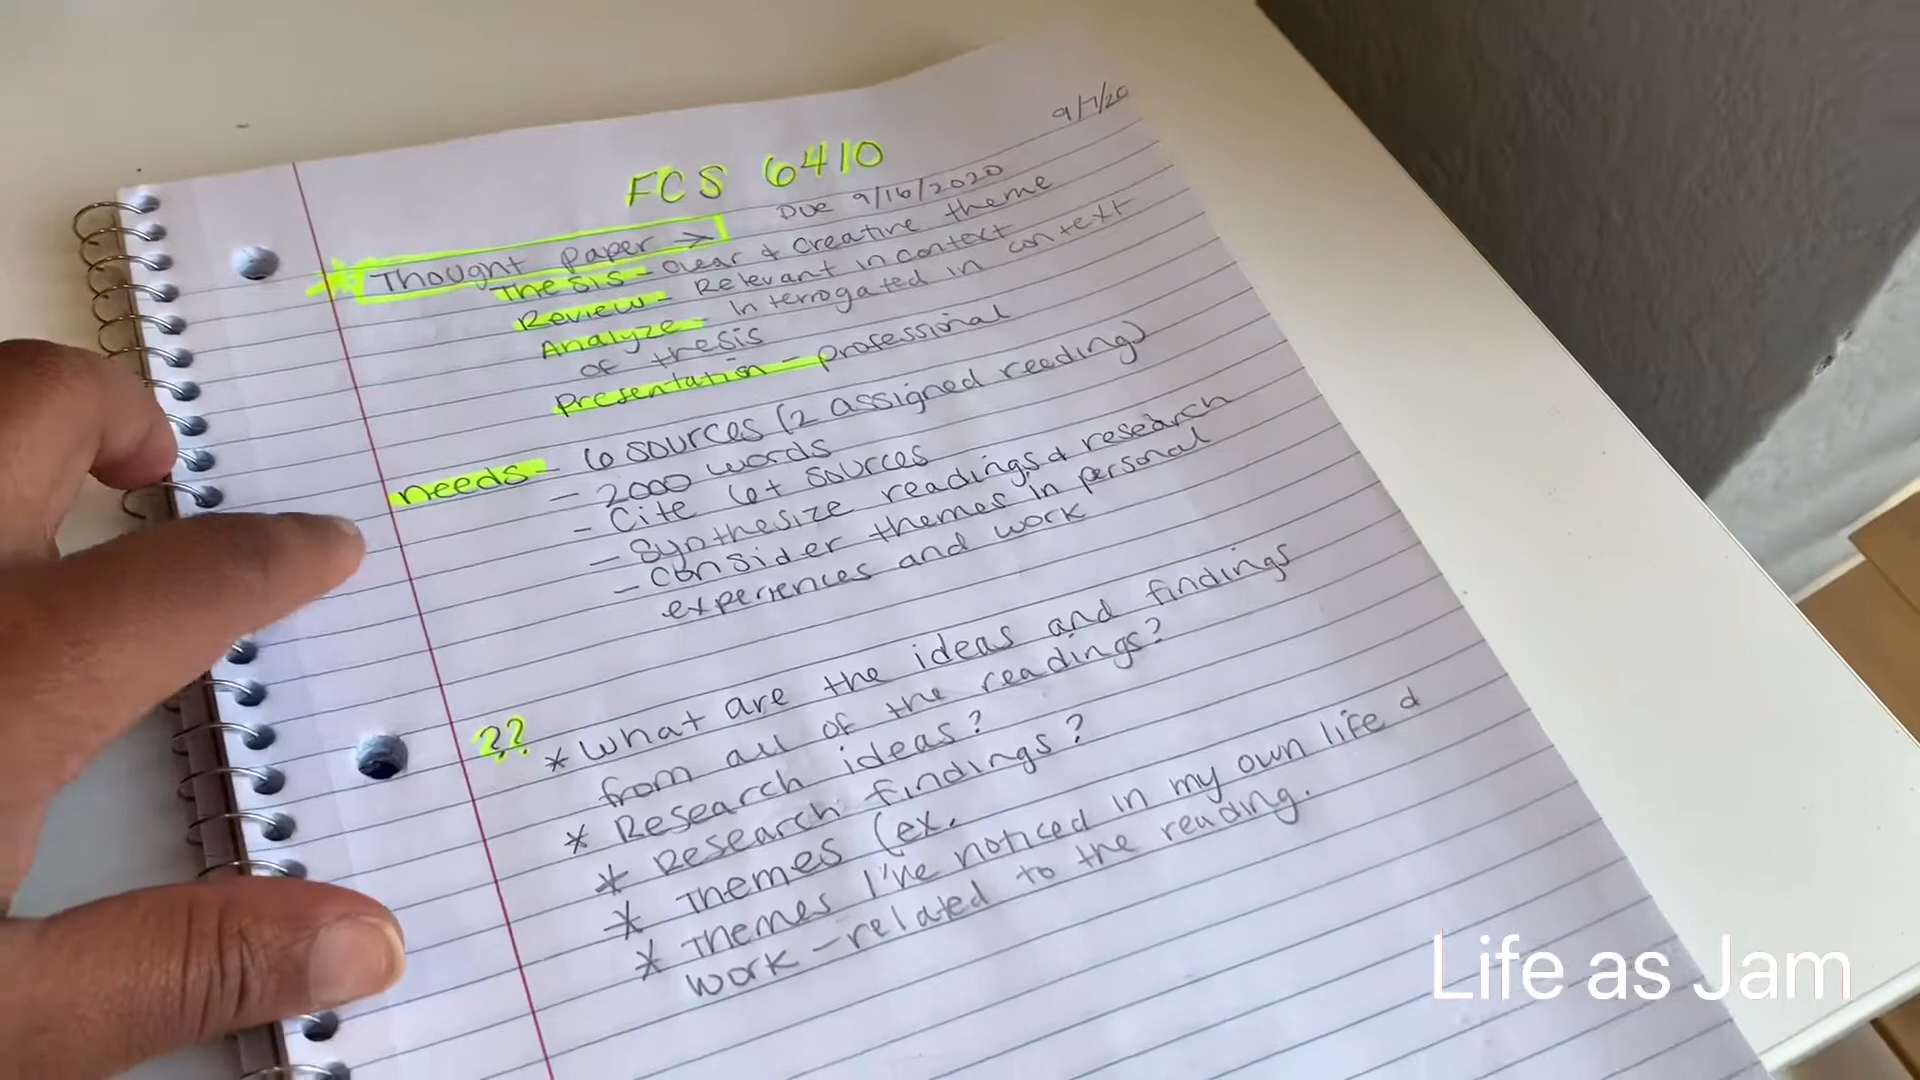 9/7/20
FCS 6410
Due 9/16/2020
Thought Paper →
Thesis - Clear & Creative theme
Review - Relevant in context
Analyze - Interrogated in context
of thesis
Presentation - professional
needs - 6 sources (2 assigned readings)
- 2000 words
- Cite 6+ sources
- Synthesize readings & research
- Consider themes in personal
experiences and work
?? * What are the ideas and findings
from all of the readings?
* Research ideas?
* Research findings?
* Themes (ex.
* Themes I've noticed in my own life &
work - related to the reading.
Life as Jam